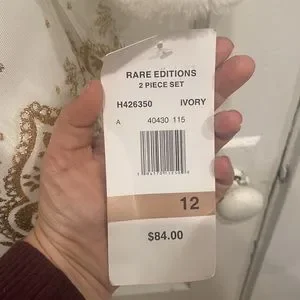 RARE EDITIONS
2 PIECE SET
H426350 IVORY
A 40430 115
12
$84.00